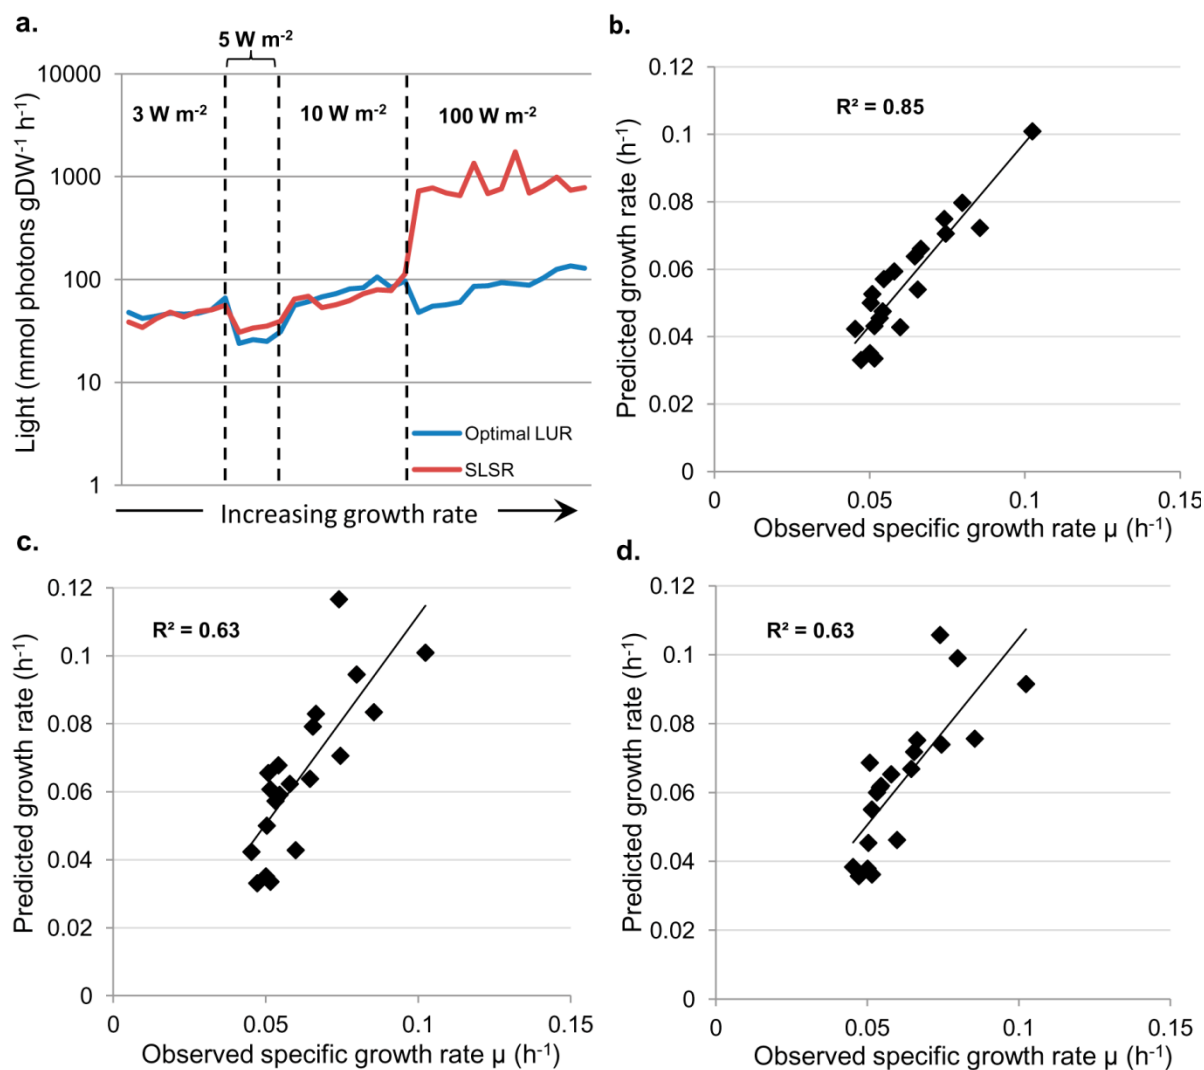 a.
5 W m⁻²
10000
1000
100
10
1
3 W m⁻²
10 W m⁻²
100 W m⁻²
Light (mmol photons gDW⁻¹ h⁻¹)
Optimal LUR
SLSR
Increasing growth rate
b.
0.12
0.1
0.08
0.06
0.04
0.02
0
R² = 0.85
Predicted growth rate (h⁻¹)
0
0.05
0.1
0.15
Observed specific growth rate μ (h⁻¹)
c.
0.12
0.1
0.08
0.06
0.04
0.02
0
R² = 0.63
Predicted growth rate (h⁻¹)
0
0.05
0.1
0.15
Observed specific growth rate μ (h⁻¹)
d.
0.12
0.1
0.08
0.06
0.04
0.02
0
R² = 0.63
Predicted growth rate (h⁻¹)
0
0.05
0.1
0.15
Observed specific growth rate μ (h⁻¹)